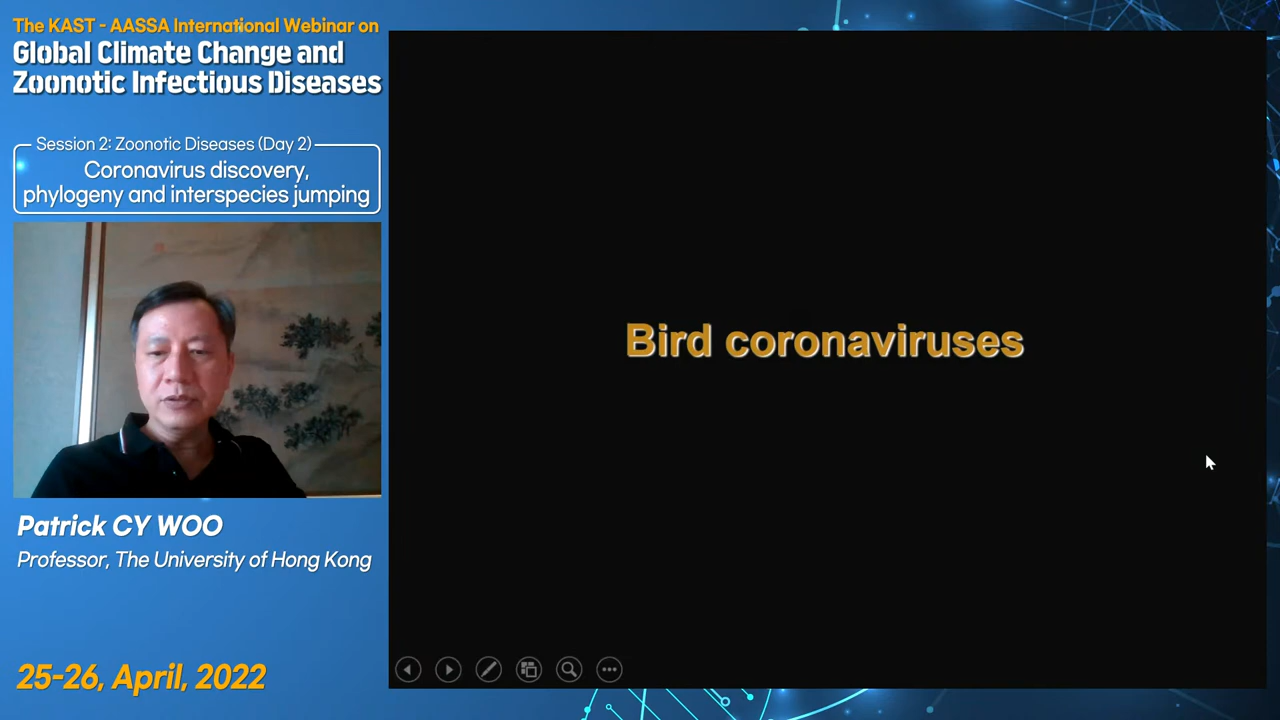 The KAST - AASSA International Webinar on
Global Climate Change and
Zoonotic Infectious Diseases
Session 2: Zoonotic Diseases (Day 2)
Coronavirus discovery,
phylogeny and interspecies jumping
Patrick CY WOO
Professor, The University of Hong Kong
25-26, April, 2022
Bird coronaviruses